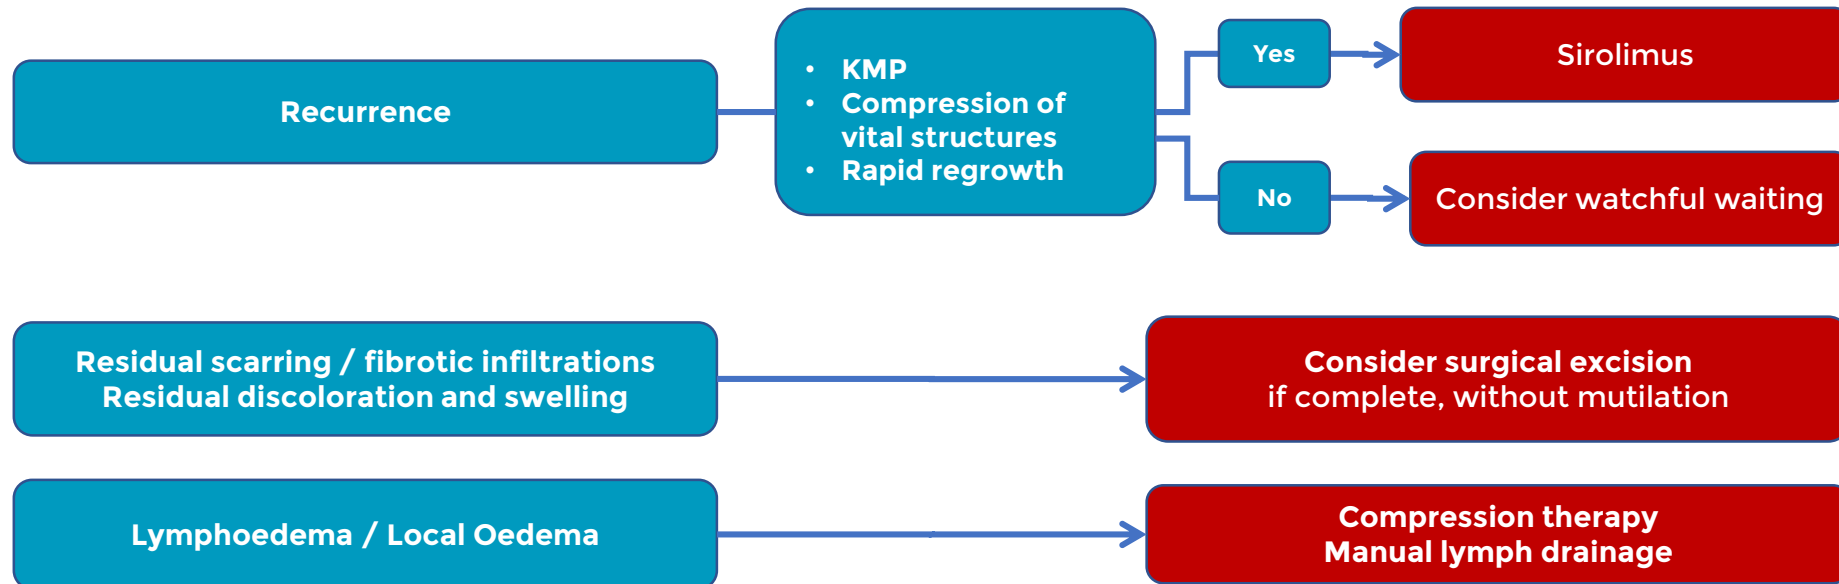 Recurrence
• KMP
• Compression of
vital structures
• Rapid regrowth
Yes
Sirolimus
No
Consider watchful waiting
Residual scarring / fibrotic infiltrations
Residual discoloration and swelling
Consider surgical excision
if complete, without mutilation
Lymphoedema / Local Oedema
Compression therapy
Manual lymph drainage